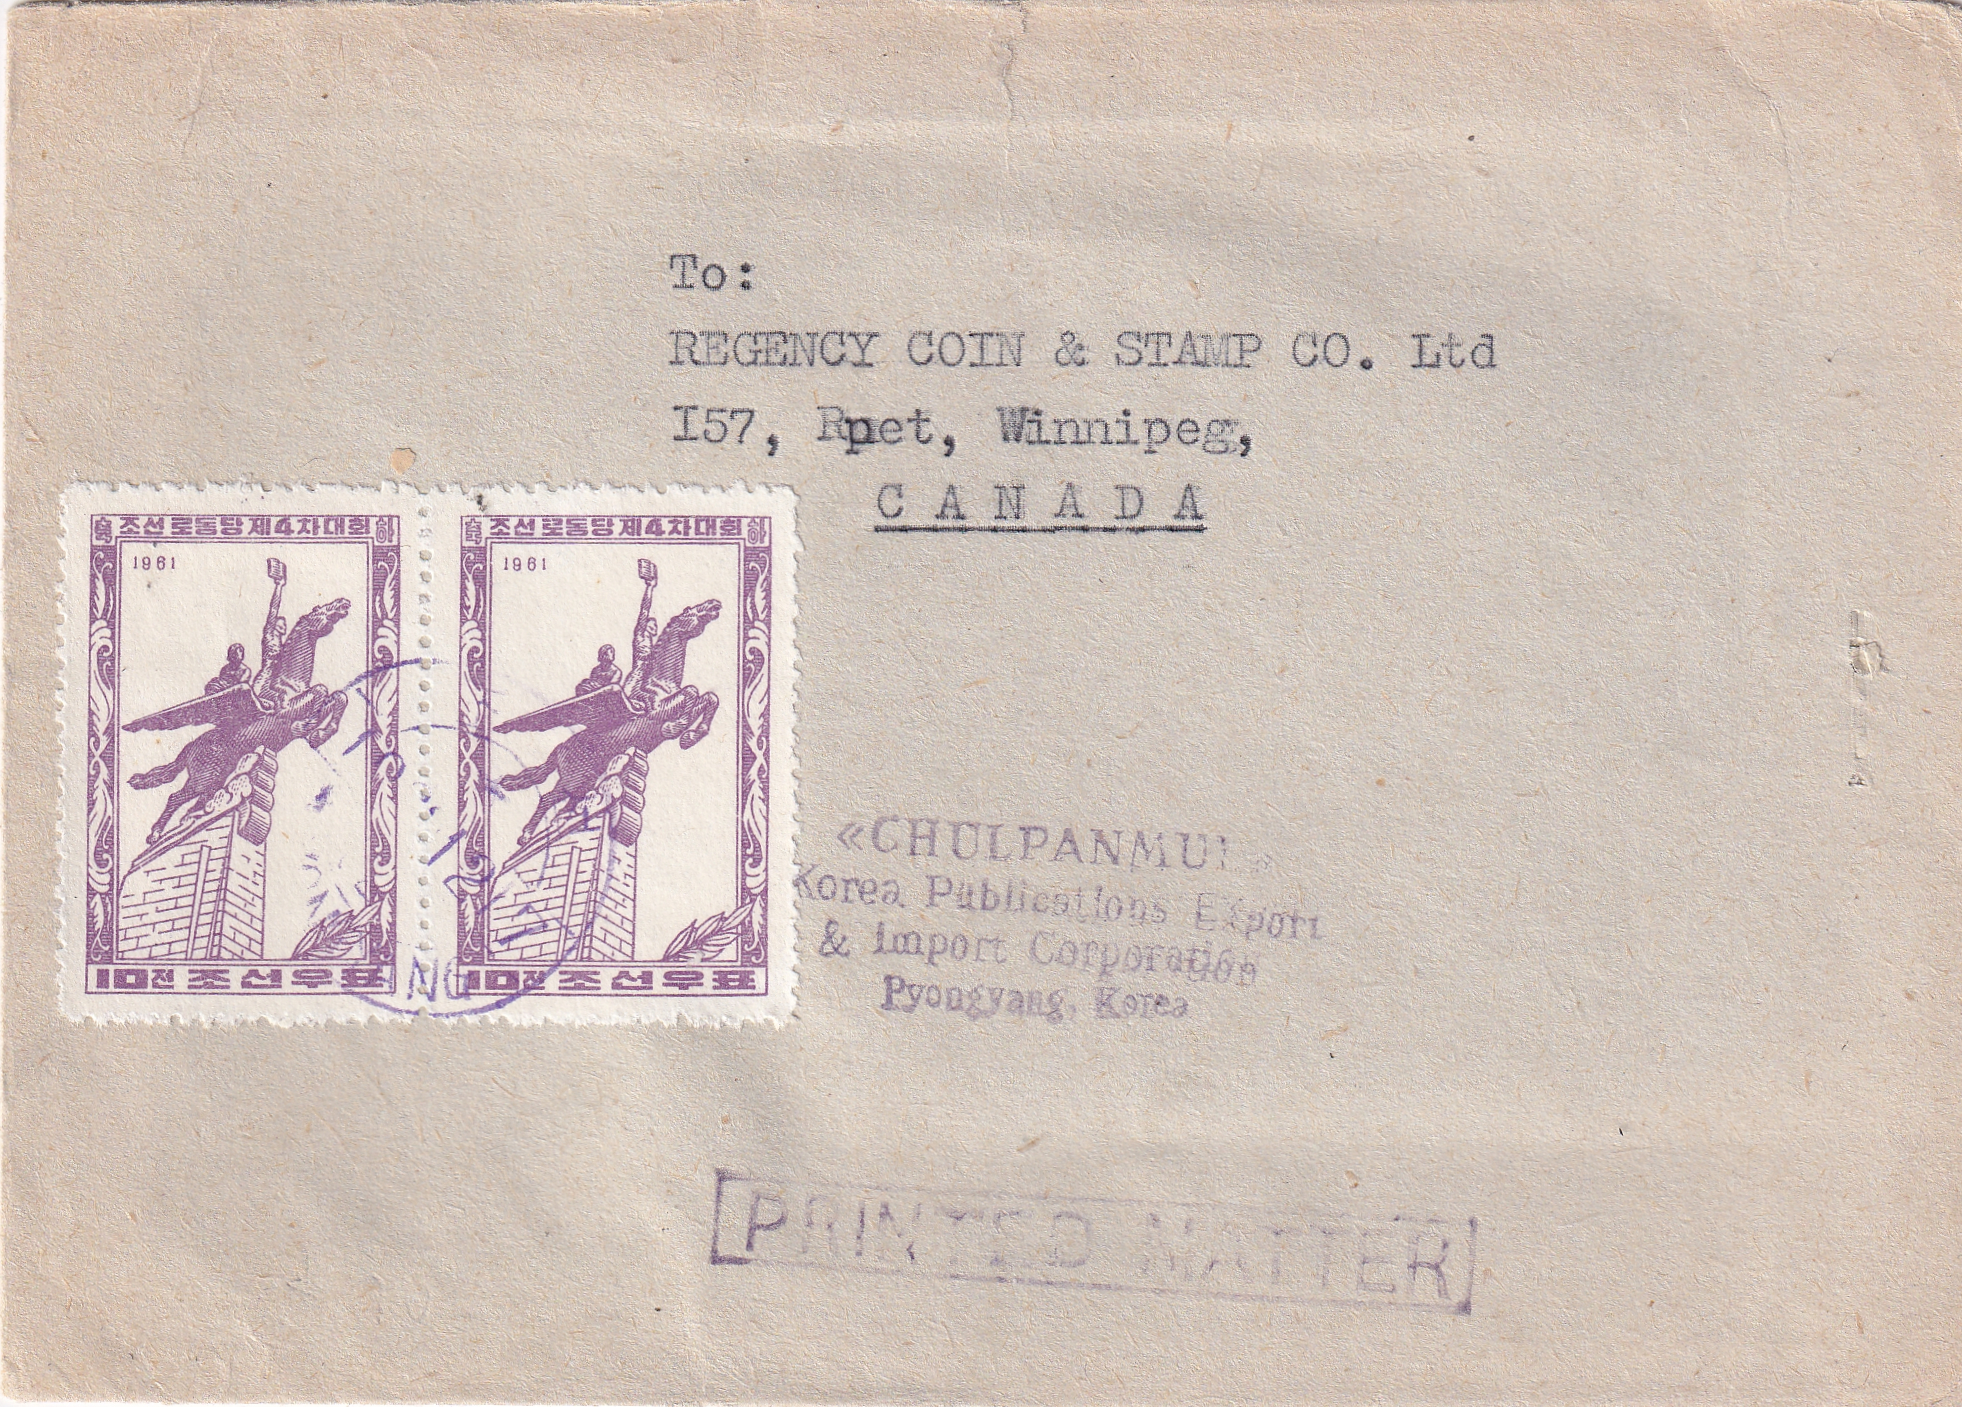 To:
REGENCY COIN & STAMP CO. Ltd
I57, Rpet, Winnipeg,
CANADA
축 조선로동당제4차대회 하
1961
10전 조선우표
축 조선로동당제4차대회 하
1961
10전 조선우표
NG
«CHULPANMUL»
Korea Publications Export
& Import Corporation
Pyongyang, Korea
PRINTED MATTER